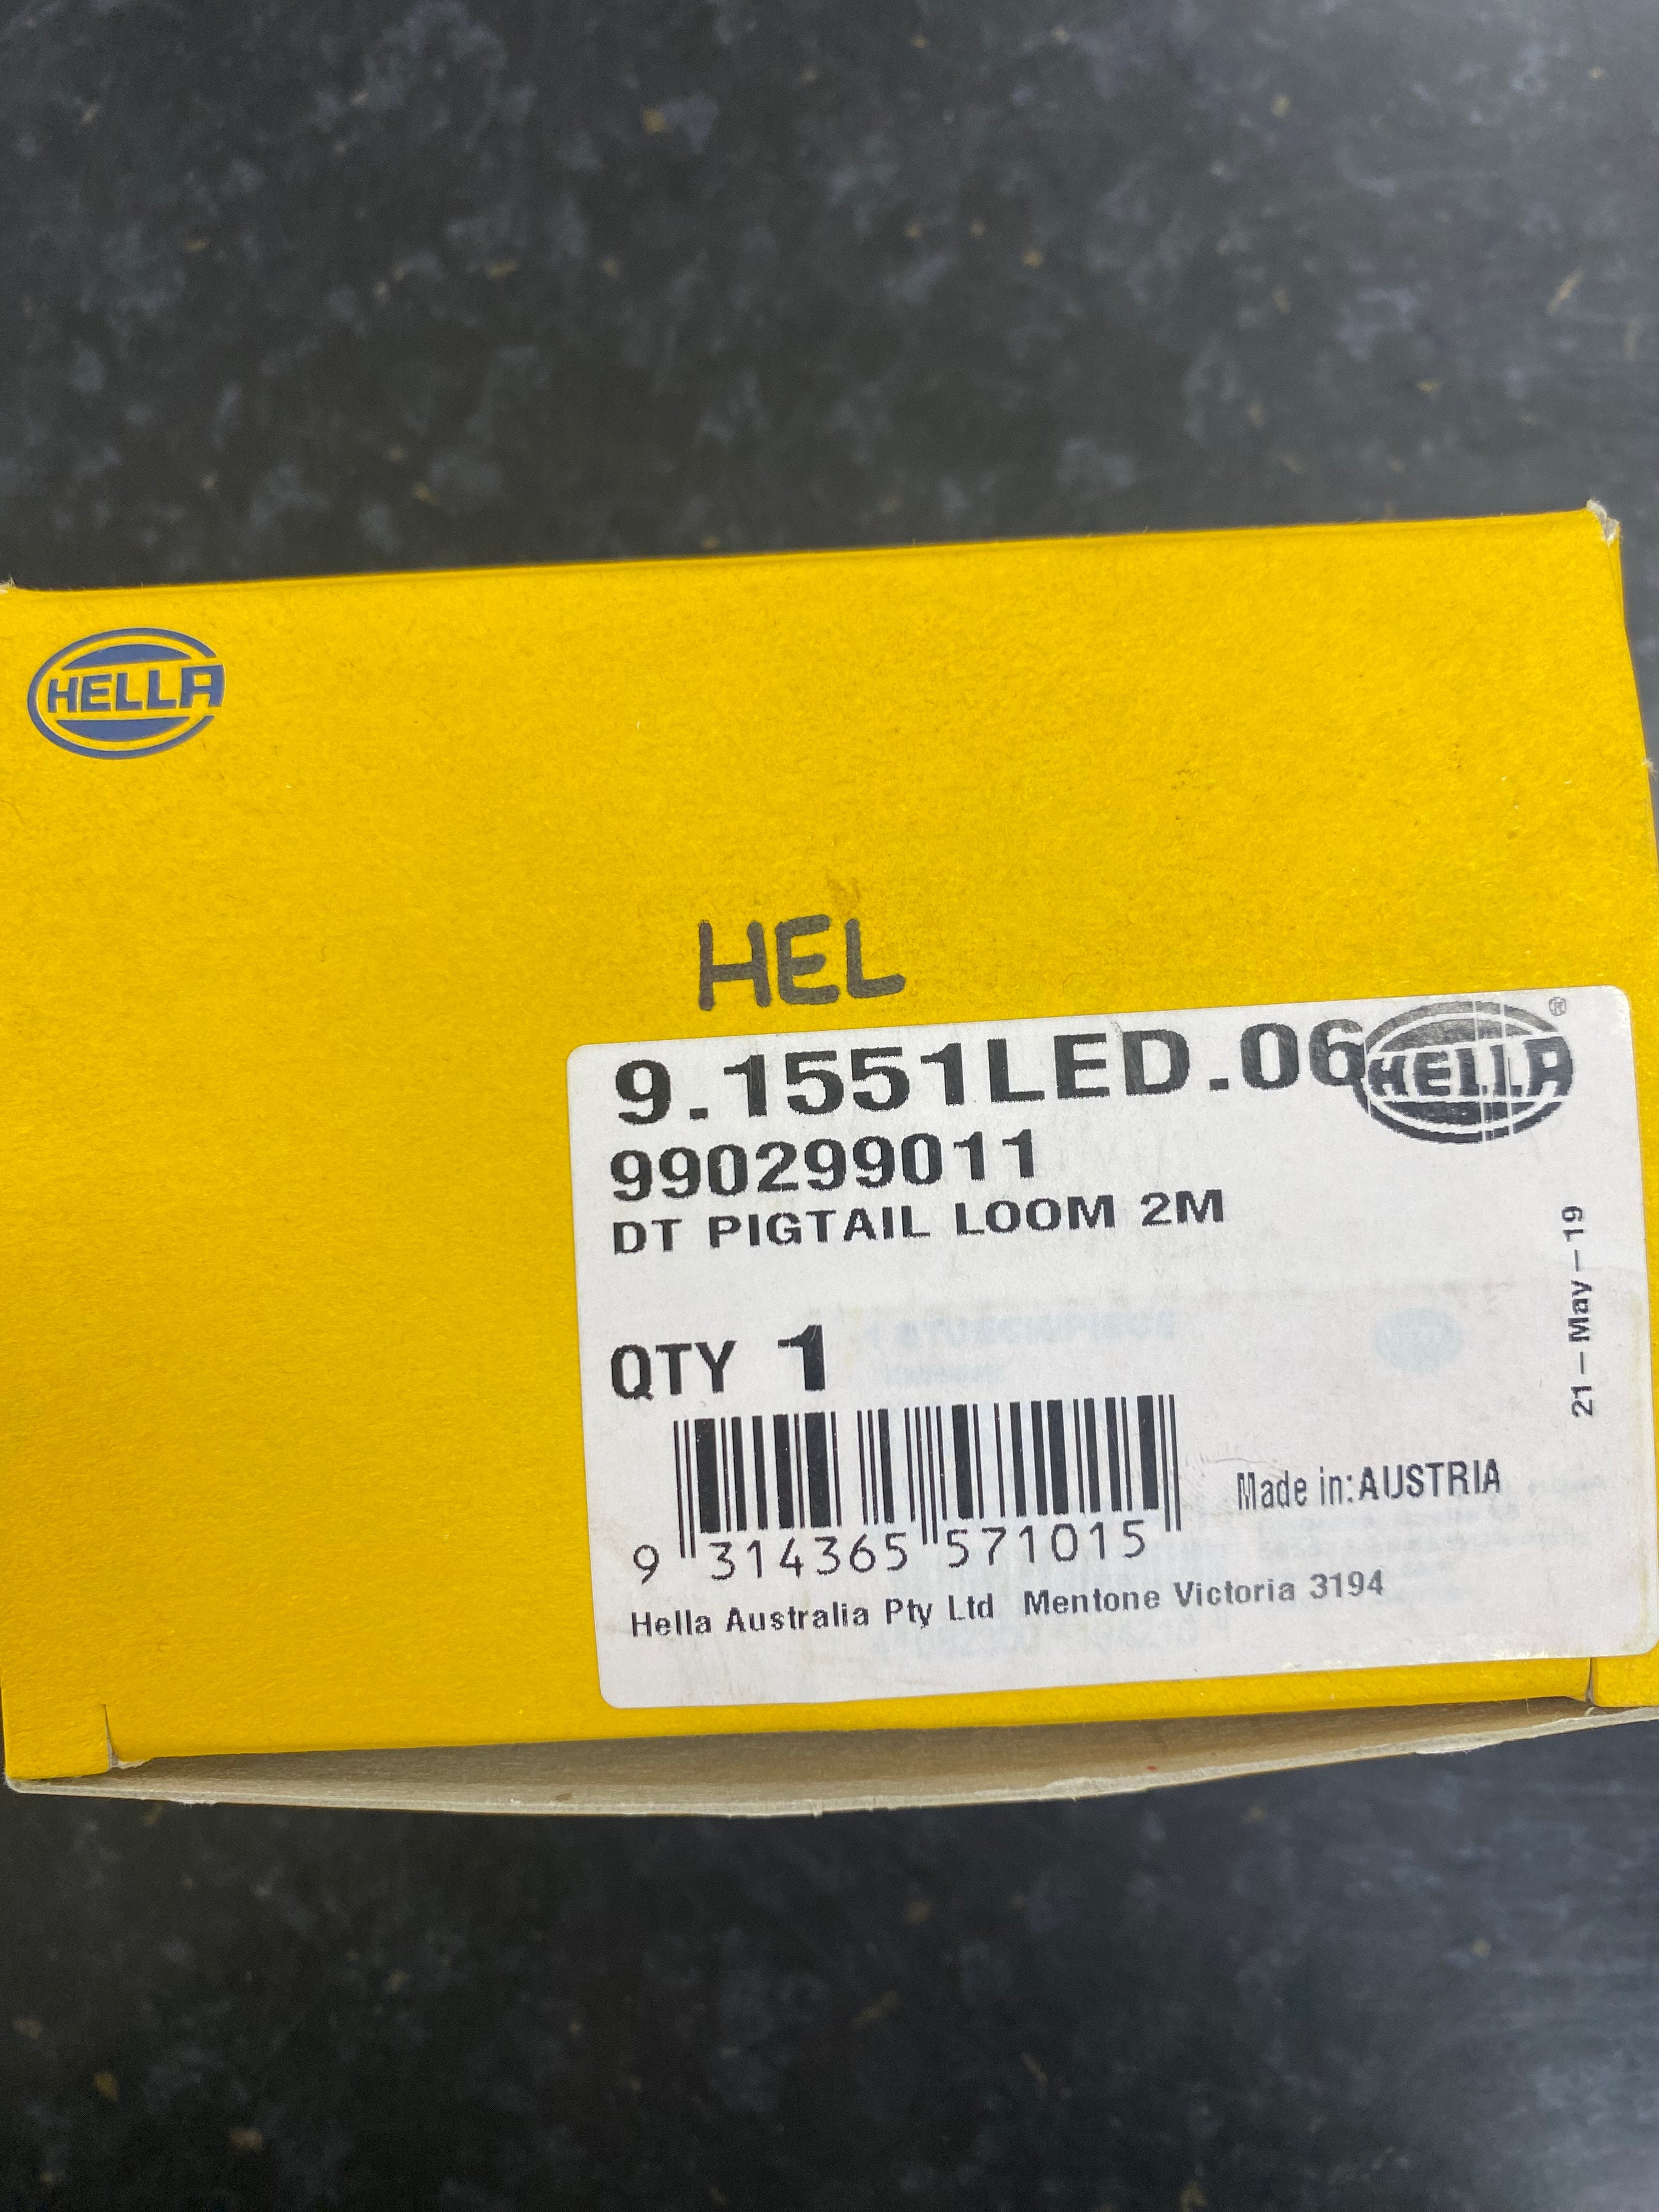 HELLA
HEL
9.1551LED.06
HELLA
®
990299011
DT PIGTAIL LOOM 2M
21-May-19
QTY 1
Made in:AUSTRIA
9 314365 571015
Hella Australia Pty Ltd Mentone Victoria 3194